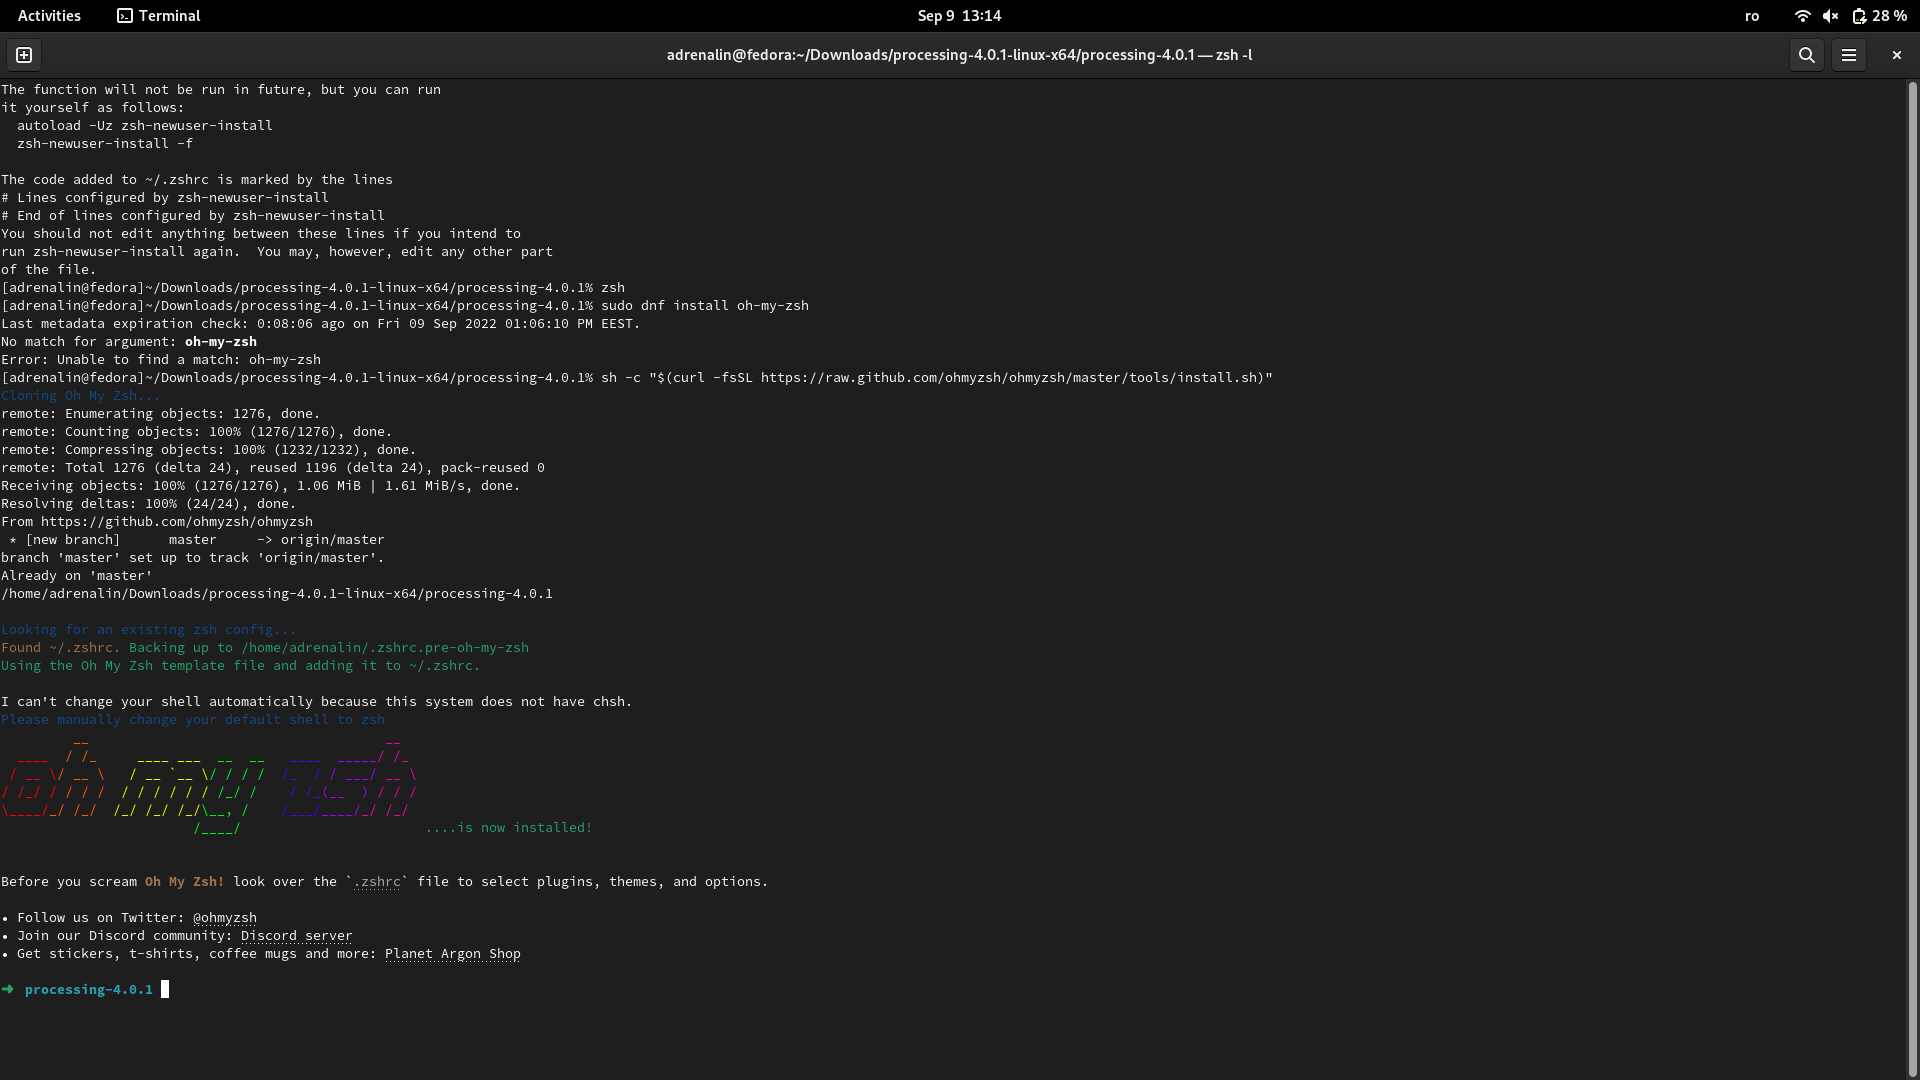 Activities
Terminal
Sep 9 13:14
ro
28 %
adrenalin@fedora:~/Downloads/processing-4.0.1-linux-x64/processing-4.0.1 — zsh -l
The function will not be run in future, but you can run
it yourself as follows:
  autoload -Uz zsh-newuser-install
  zsh-newuser-install -f
The code added to ~/.zshrc is marked by the lines
# Lines configured by zsh-newuser-install
# End of lines configured by zsh-newuser-install
You should not edit anything between these lines if you intend to
run zsh-newuser-install again.  You may, however, edit any other part
of the file.
[adrenalin@fedora]~/Downloads/processing-4.0.1-linux-x64/processing-4.0.1% zsh
[adrenalin@fedora]~/Downloads/processing-4.0.1-linux-x64/processing-4.0.1% sudo dnf install oh-my-zsh
Last metadata expiration check: 0:08:06 ago on Fri 09 Sep 2022 01:06:10 PM EEST.
No match for argument: oh-my-zsh
Error: Unable to find a match: oh-my-zsh
[adrenalin@fedora]~/Downloads/processing-4.0.1-linux-x64/processing-4.0.1% sh -c "$(curl -fsSL https://raw.github.com/ohmyzsh/ohmyzsh/master/tools/install.sh)"
Cloning Oh My Zsh...
remote: Enumerating objects: 1276, done.
remote: Counting objects: 100% (1276/1276), done.
remote: Compressing objects: 100% (1232/1232), done.
remote: Total 1276 (delta 24), reused 1196 (delta 24), pack-reused 0
Receiving objects: 100% (1276/1276), 1.06 MiB | 1.61 MiB/s, done.
Resolving deltas: 100% (24/24), done.
From https://github.com/ohmyzsh/ohmyzsh
 * [new branch]      master     -> origin/master
branch 'master' set up to track 'origin/master'.
Already on 'master'
/home/adrenalin/Downloads/processing-4.0.1-linux-x64/processing-4.0.1
Looking for an existing zsh config...
Found ~/.zshrc. Backing up to /home/adrenalin/.zshrc.pre-oh-my-zsh
Using the Oh My Zsh template file and adding it to ~/.zshrc.
I can't change your shell automatically because this system does not have chsh.
Please manually change your default shell to zsh
oh my zsh
....is now installed!
Before you scream Oh My Zsh! look over the `.zshrc` file to select plugins, themes, and options.
• Follow us on Twitter: @ohmyzsh
• Join our Discord community: Discord server
• Get stickers, t-shirts, coffee mugs and more: Planet Argon Shop
➜  processing-4.0.1